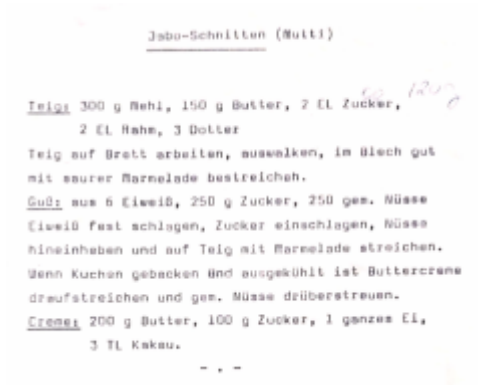 Jabo-Schnitten (Mutti)
Teig: 300 g Mehl, 150 g Butter, 2 EL Zucker,
2 EL Rahm, 3 Dotter
Teig auf Brett arbeiten, auswalken, im Blech gut
mit saurer Marmelade bestreichen.
Guß: aus 6 Eiweiß, 250 g Zucker, 250 gem. Nüsse
Eiweiß fest schlagen, Zucker einschlagen, Nüsse
hineinheben und auf Teig mit Marmelade streichen.
Wenn Kuchen gebacken und ausgekühlt ist Buttercreme
draufstreichen und gem. Nüsse drüberstreuen.
Creme: 200 g Butter, 100 g Zucker, 1 ganzes Ei,
3 TL Kakau.
- . -